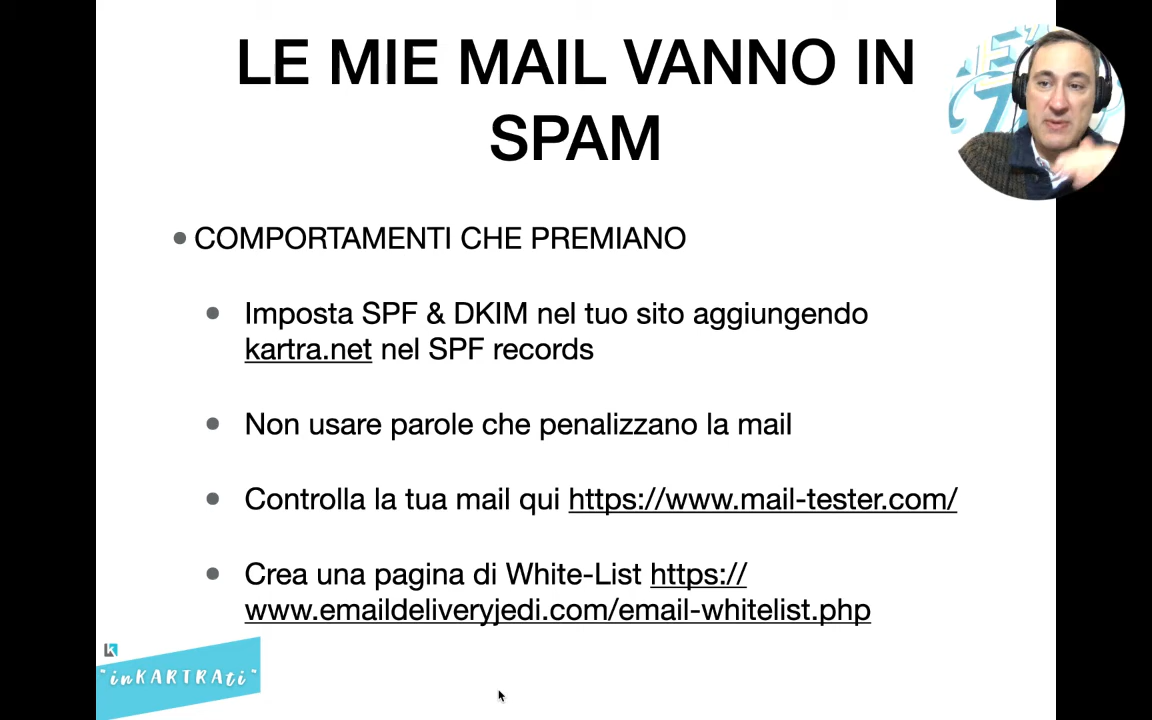 LE MIE MAIL VANNO IN
SPAM
COMPORTAMENTI CHE PREMIANO
Imposta SPF & DKIM nel tuo sito aggiungendo
kartra.net nel SPF records
Non usare parole che penalizzano la mail
Controlla la tua mail qui https://www.mail-tester.com/
Crea una pagina di White-List https://
www.emaildeliveryjedi.com/email-whitelist.php
"inKARTRAti"